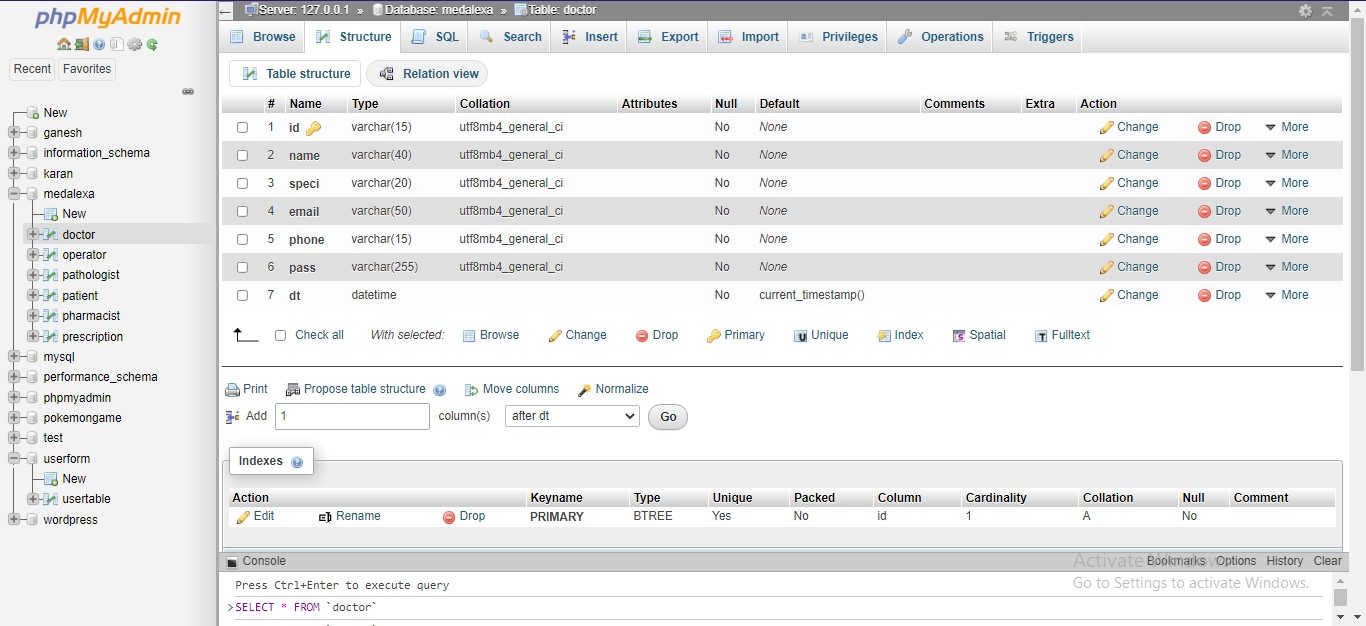 phpMyAdmin
Recent Favorites
New
ganesh
information_schema
karan
medalexa
New
doctor
operator
pathologist
patient
pharmacist
prescription
mysql
performance_schema
phpmyadmin
pokemongame
test
userform
New
usertable
wordpress
Server: 127.0.0.1 » Database: medalexa » Table: doctor
Browse Structure SQL Search Insert Export Import Privileges Operations Triggers
Table structure Relation view
# Name Type Collation Attributes Null Default Comments Extra Action
1 id varchar(15) utf8mb4_general_ci No None Change Drop More
2 name varchar(40) utf8mb4_general_ci No None Change Drop More
3 speci varchar(20) utf8mb4_general_ci No None Change Drop More
4 email varchar(50) utf8mb4_general_ci No None Change Drop More
5 phone varchar(15) utf8mb4_general_ci No None Change Drop More
6 pass varchar(255) utf8mb4_general_ci No None Change Drop More
7 dt datetime No current_timestamp() Change Drop More
Check all With selected: Browse Change Drop Primary Unique Index Spatial Fulltext
Print Propose table structure Move columns Normalize
Add 1 column(s) after dt Go
Indexes
Action Keyname Type Unique Packed Column Cardinality Collation Null Comment
Edit Rename Drop PRIMARY BTREE Yes No id 1 A No
Console Bookmarks Options History Clear
Activate Windows
Go to Settings to activate Windows.
Press Ctrl+Enter to execute query
>SELECT * FROM `doctor`